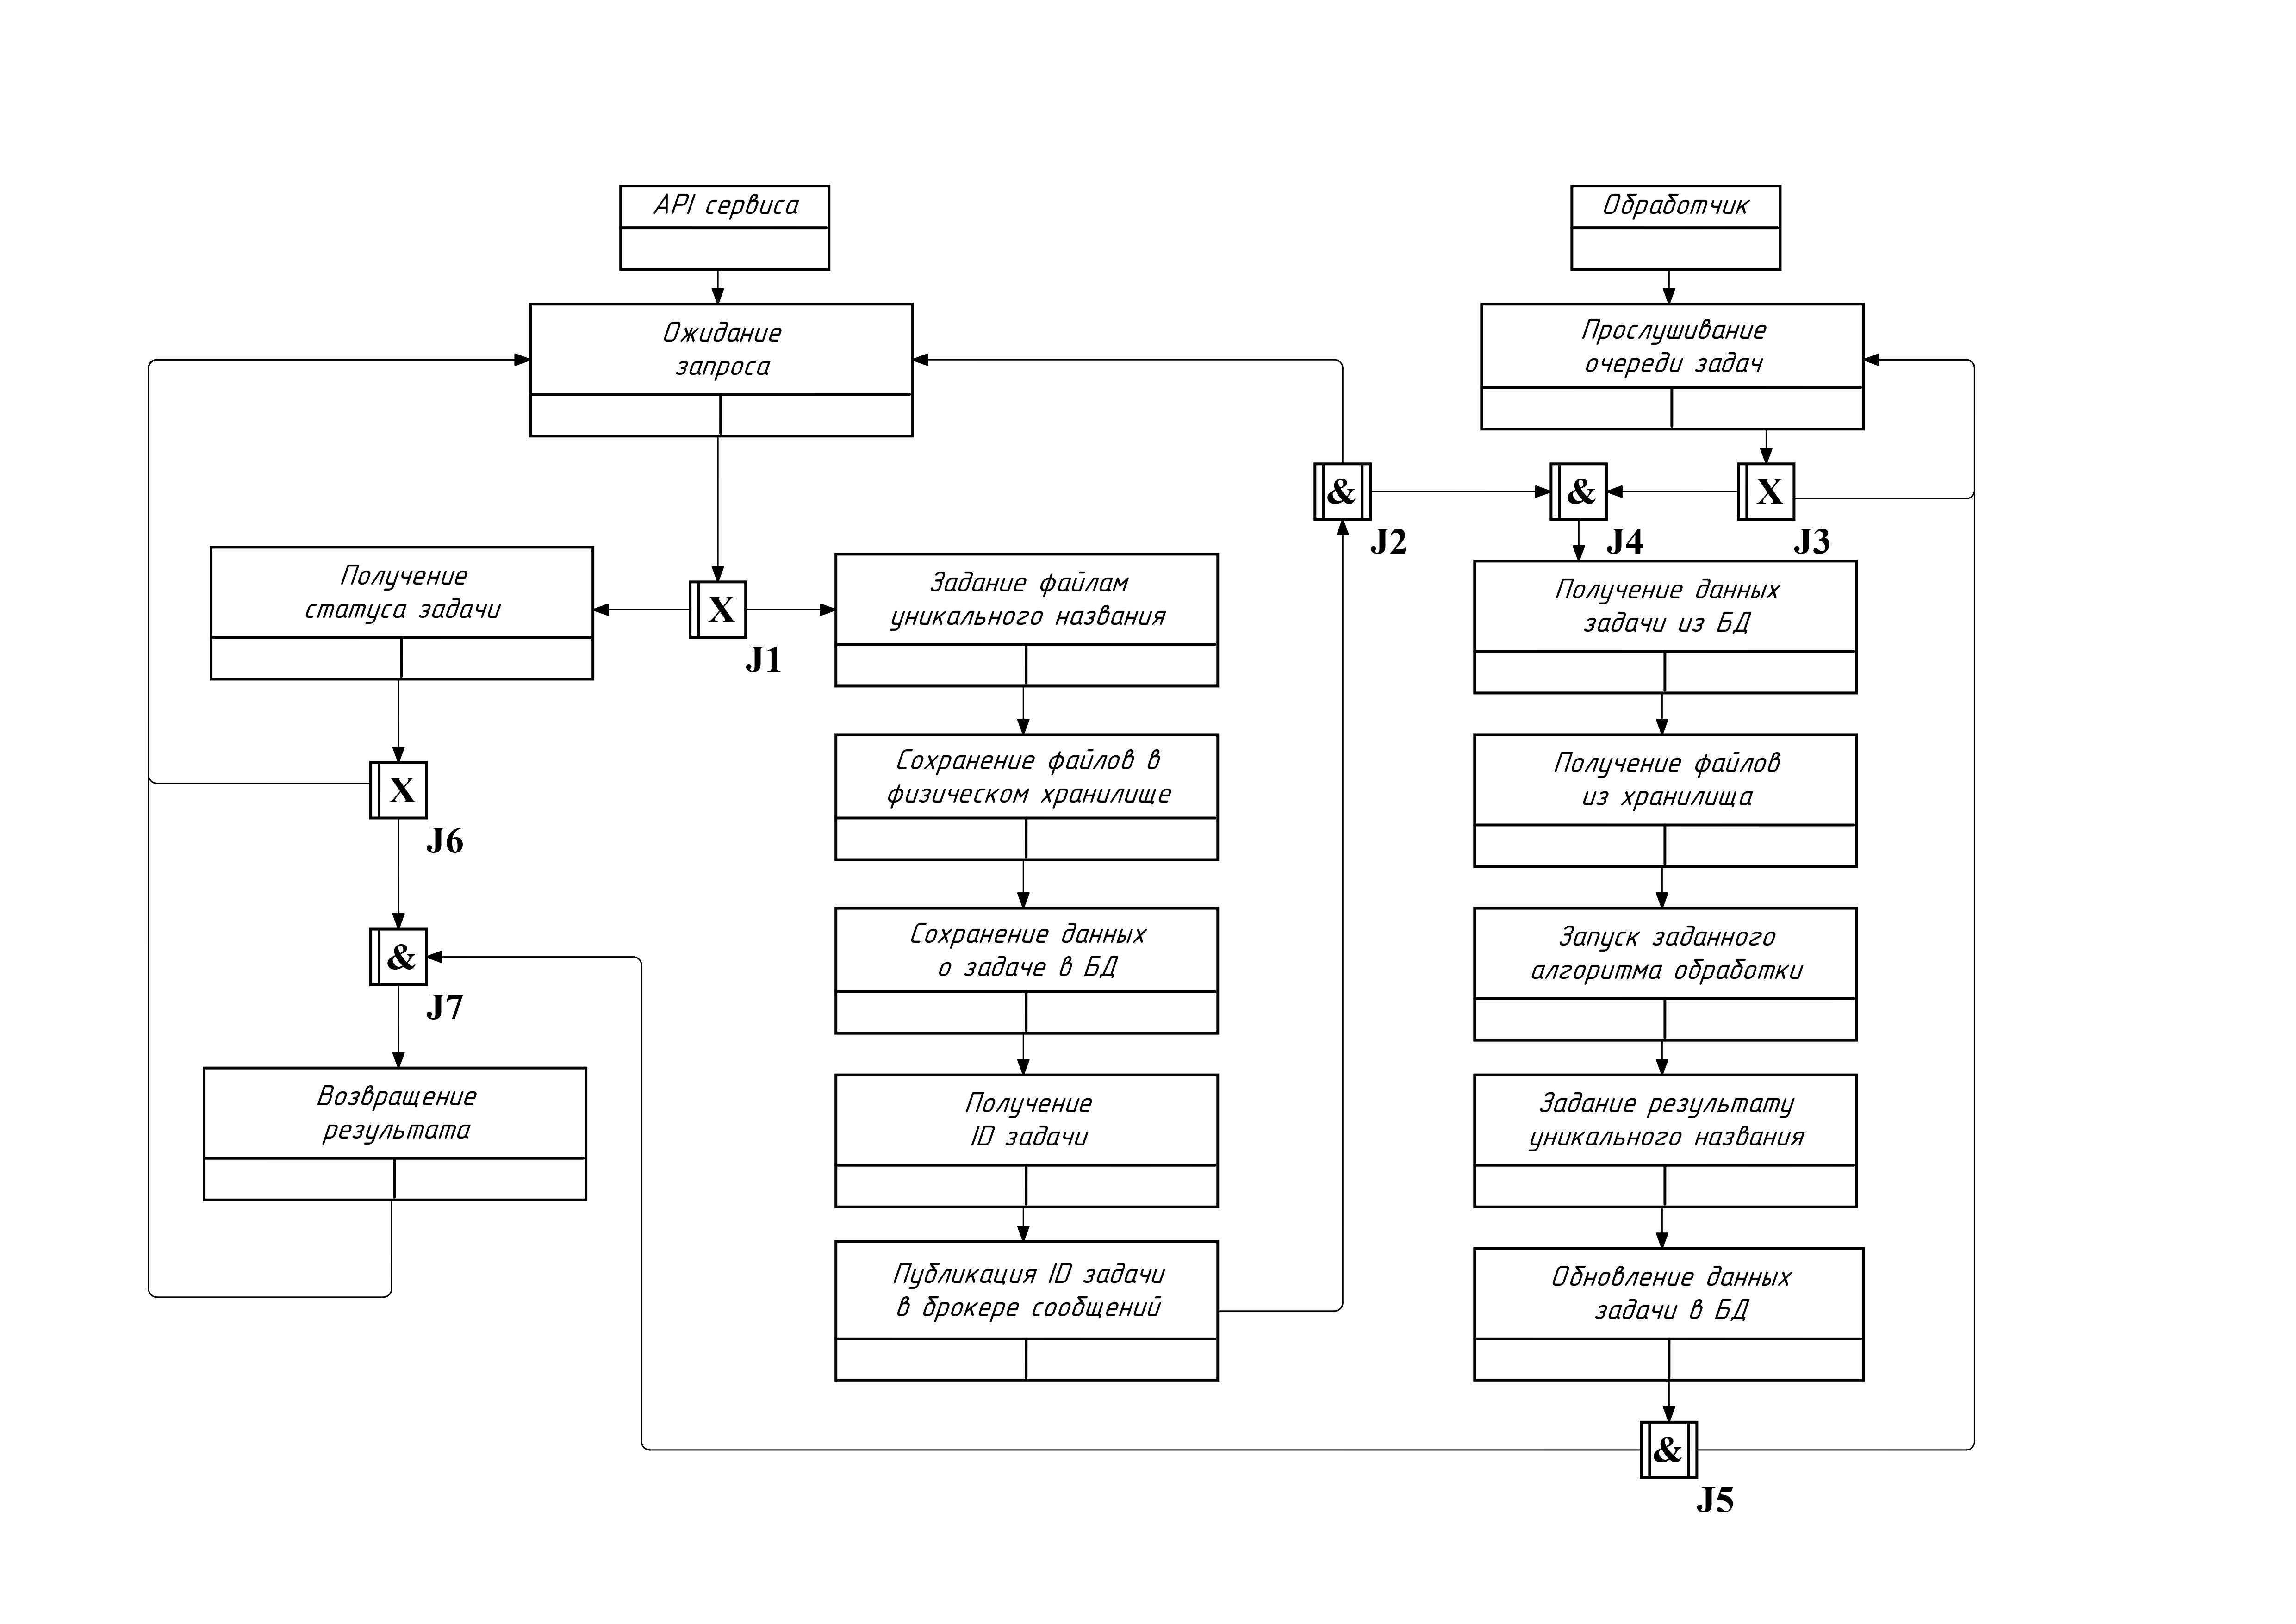 API сервиса
Обработчик
Ожидание
запроса
Прослушивание
очереди задач
&
J2
&
J4
X
J3
Получение
статуса задачи
X
J1
Задание файлам
уникального названия
Получение данных
задачи из БД
X
J6
Сохранение файлов в
физическом хранилище
Получение файлов
из хранилища
&
J7
Сохранение данных
о задаче в БД
Запуск заданного
алгоритма обработки
Возвращение
результата
Получение
ID задачи
Задание результату
уникального названия
Публикация ID задачи
в брокере сообщений
Обновление данных
задачи в БД
&
J5